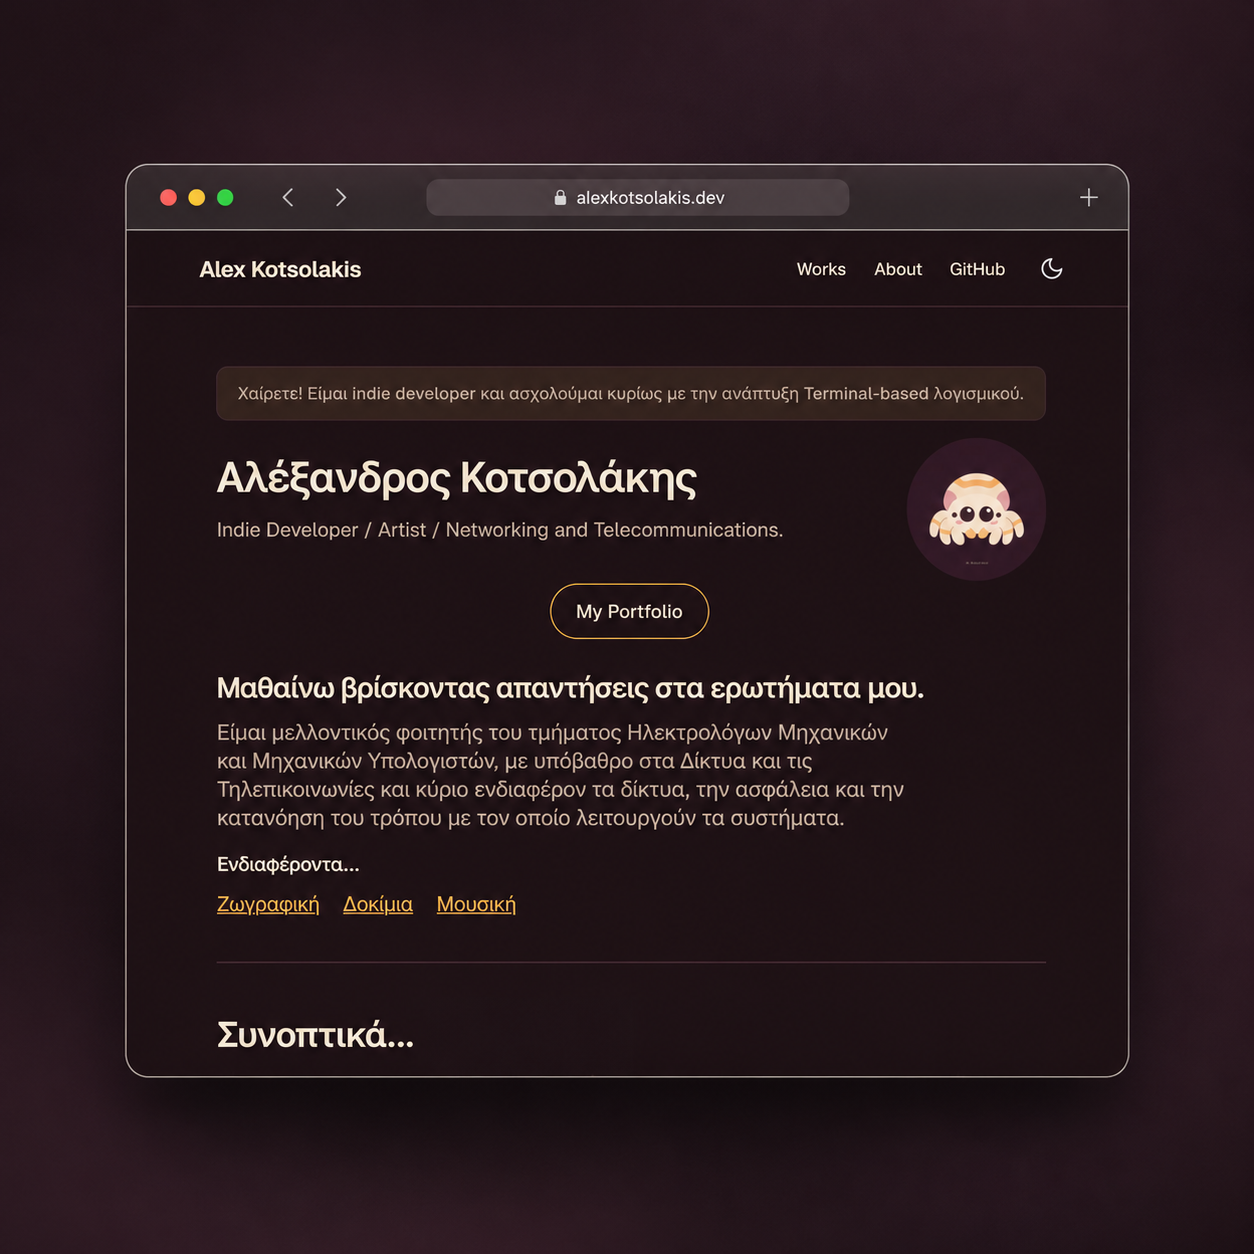 alexkotsolakis.dev
Alex Kotsolakis
Works About GitHub
Χαίρετε! Είμαι indie developer και ασχολούμαι κυρίως με την ανάπτυξη Terminal-based λογισμικού.
Αλέξανδρος Κοτσολάκης
Indie Developer / Artist / Networking and Telecommunications.
My Portfolio
Μαθαίνω βρίσκοντας απαντήσεις στα ερωτήματα μου.
Είμαι μελλοντικός φοιτητής του τμήματος Ηλεκτρολόγων Μηχανικών
και Μηχανικών Υπολογιστών, με υπόβαθρο στα Δίκτυα και τις
Τηλεπικοινωνίες και κύριο ενδιαφέρον τα δίκτυα, την ασφάλεια και την
κατανόηση του τρόπου με τον οποίο λειτουργούν τα συστήματα.
Ενδιαφέροντα...
Ζωγραφική Δοκίμια Μουσική
Συνοπτικά...